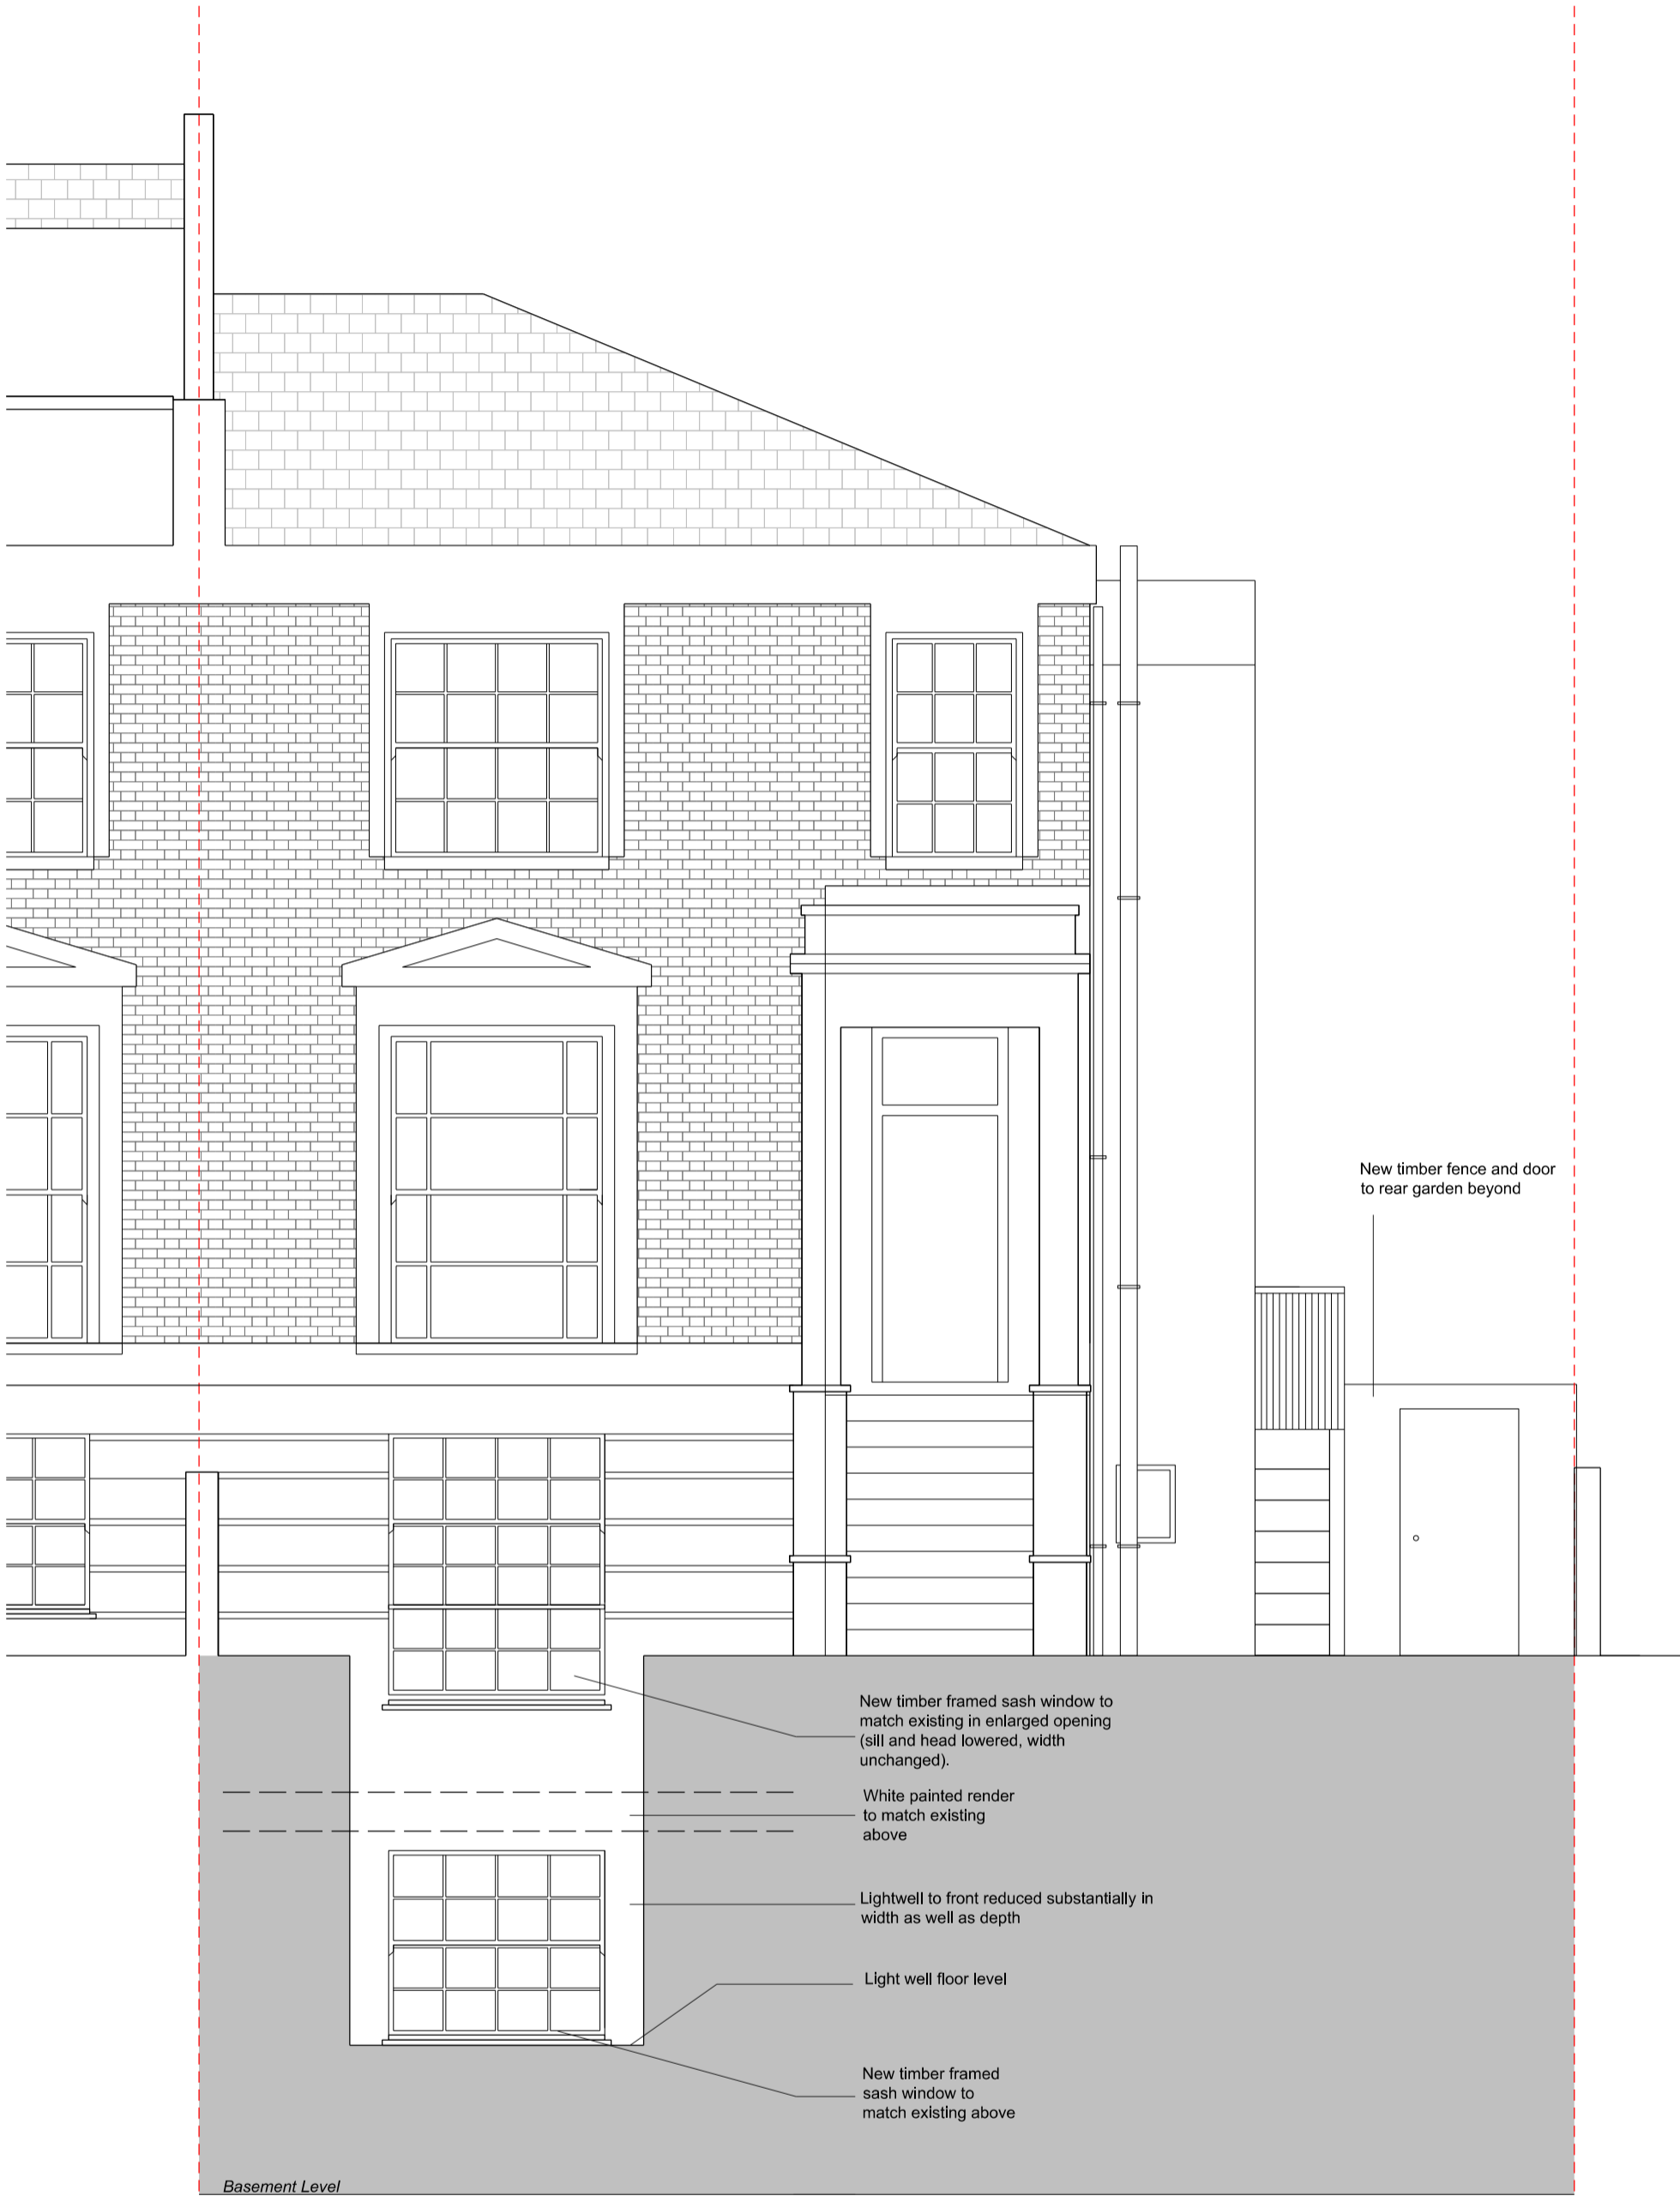 New timber fence and door
to rear garden beyond
New timber framed sash window to
match existing in enlarged opening
(sill and head lowered, width
unchanged).
White painted render
to match existing
above
Lightwell to front reduced substantially in
width as well as depth
Light well floor level
New timber framed
sash window to
match existing above
Basement Level